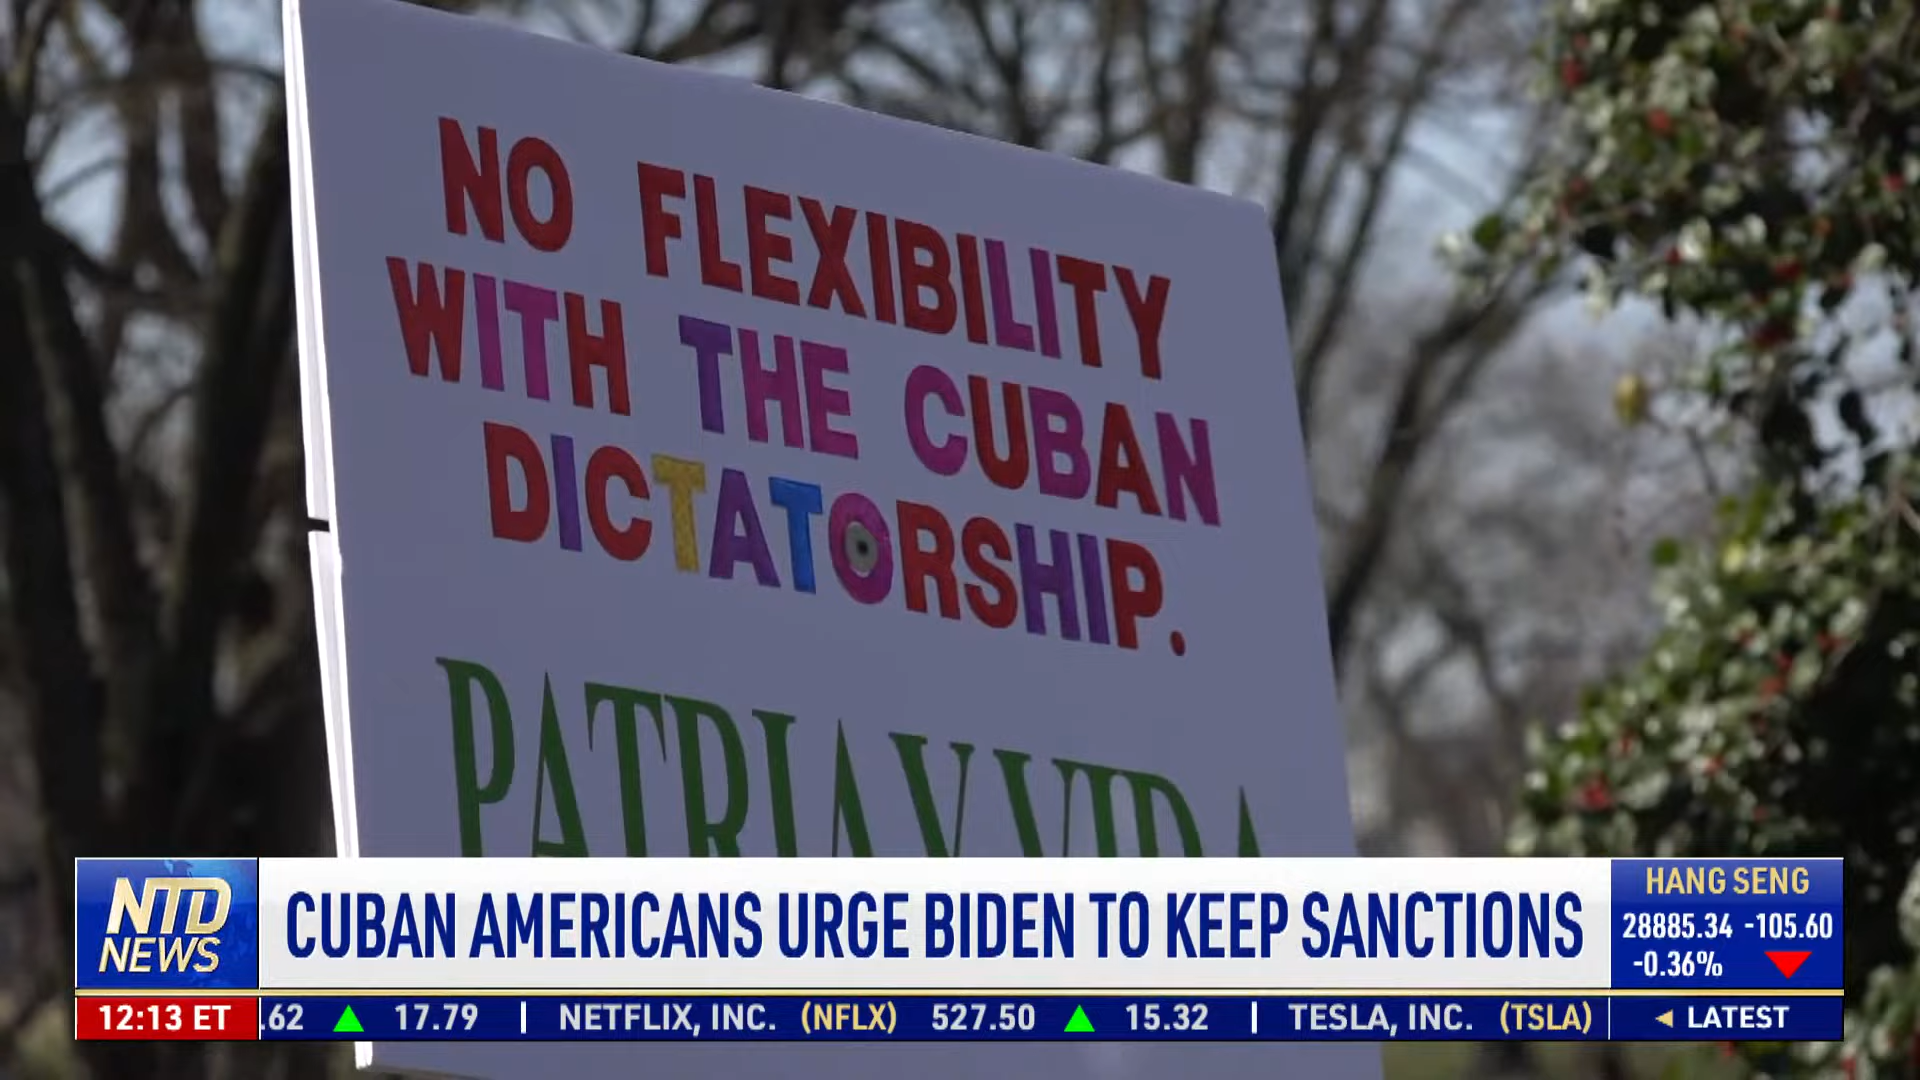 NO FLEXIBILITY
WITH THE CUBAN
DICTATORSHIP.
PATRIA Y VIDA
NTD
NEWS
CUBAN AMERICANS URGE BIDEN TO KEEP SANCTIONS
HANG SENG
28885.34 -105.60
-0.36%
12:13 ET .62 ▲ 17.79 | NETFLIX, INC. (NFLX) 527.50 ▲ 15.32 | TESLA, INC. (TSLA) ◄ LATEST